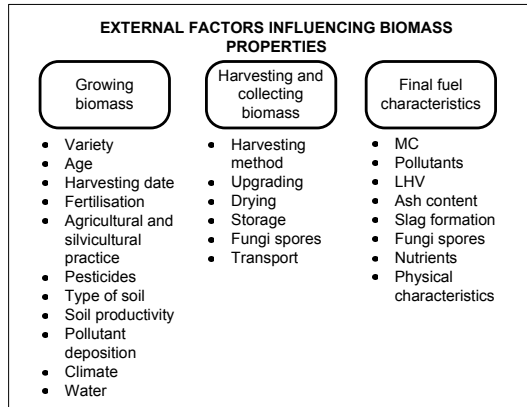 EXTERNAL FACTORS INFLUENCING BIOMASS
PROPERTIES
Growing
biomass
• Variety
• Age
• Harvesting date
• Fertilisation
• Agricultural and
silvicultural
practice
• Pesticides
• Type of soil
• Soil productivity
• Pollutant
deposition
• Climate
• Water
Harvesting and
collecting
biomass
• Harvesting
method
• Upgrading
• Drying
• Storage
• Fungi spores
• Transport
Final fuel
characteristics
• MC
• Pollutants
• LHV
• Ash content
• Slag formation
• Fungi spores
• Nutrients
• Physical
characteristics